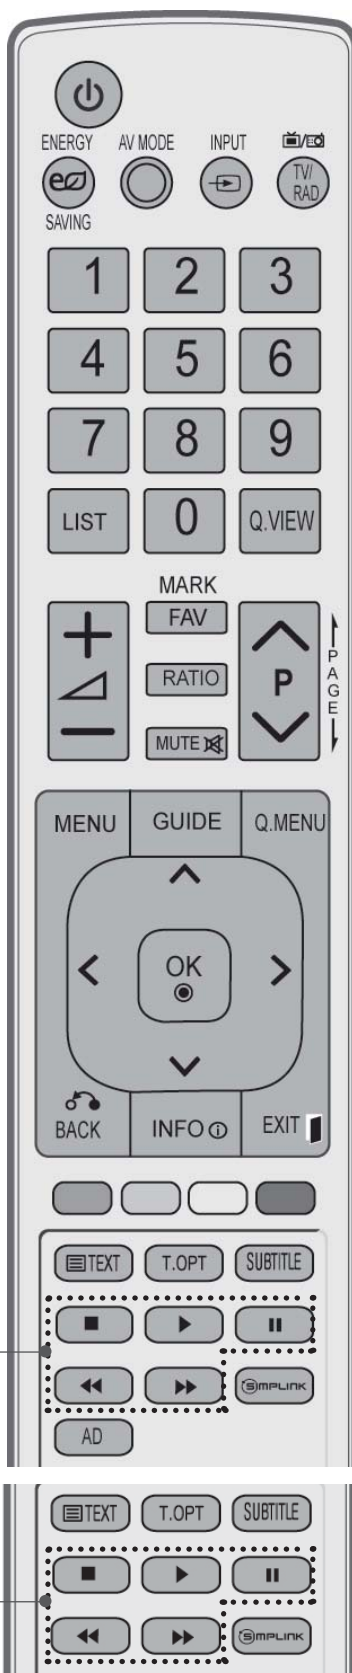 ENERGY AV MODE INPUT TV/
SAVING RAD
1 2 3
4 5 6
7 8 9
LIST 0 Q.VIEW
MARK
FAV
RATIO P PAGE
MUTE
MENU GUIDE Q.MENU
OK
BACK INFO EXIT
TEXT T.OPT SUBTITLE
SIMPLINK
AD
TEXT T.OPT SUBTITLE
SIMPLINK